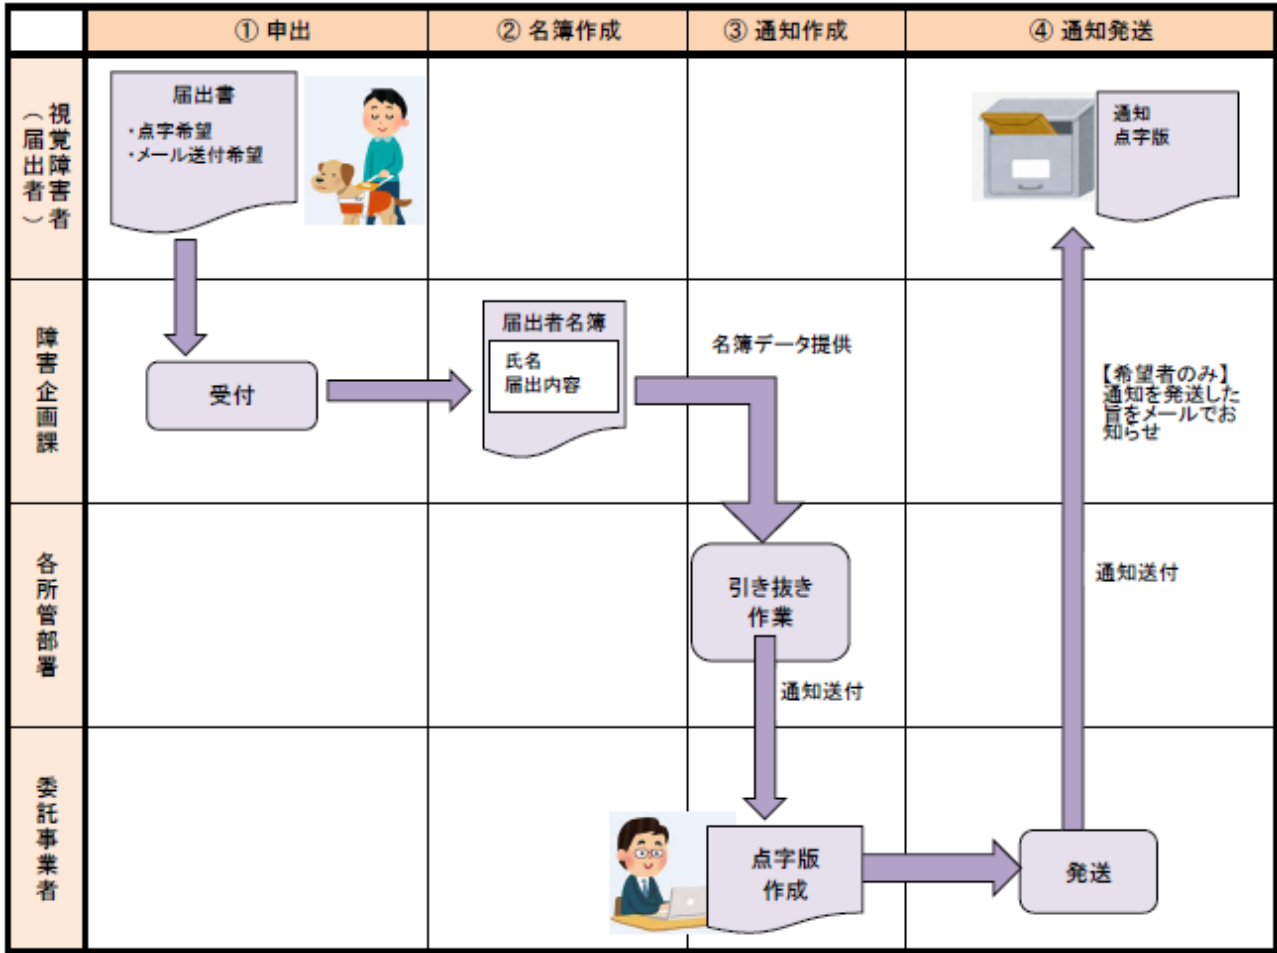 ① 申出
② 名簿作成
③ 通知作成
④ 通知発送
視覚障害者
（届出者）
届出書
・点字希望
・メール送付希望
通知
点字版
障害企画課
受付
届出者名簿
氏名
届出内容
名簿データ提供
【希望者のみ】
通知を発送した
旨をメールでお
知らせ
各所管部署
引き抜き
作業
通知送付
通知送付
委託事業者
点字版
作成
発送